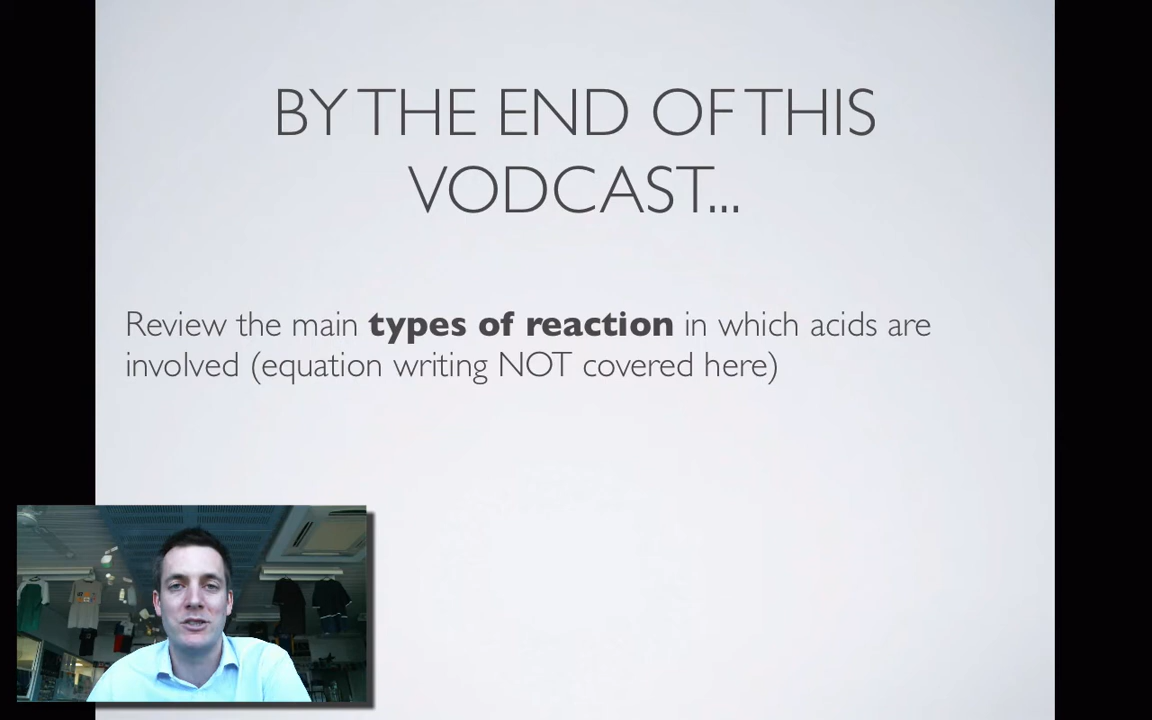 BY THE END OF THIS
VODCAST...
Review the main types of reaction in which acids are
involved (equation writing NOT covered here)